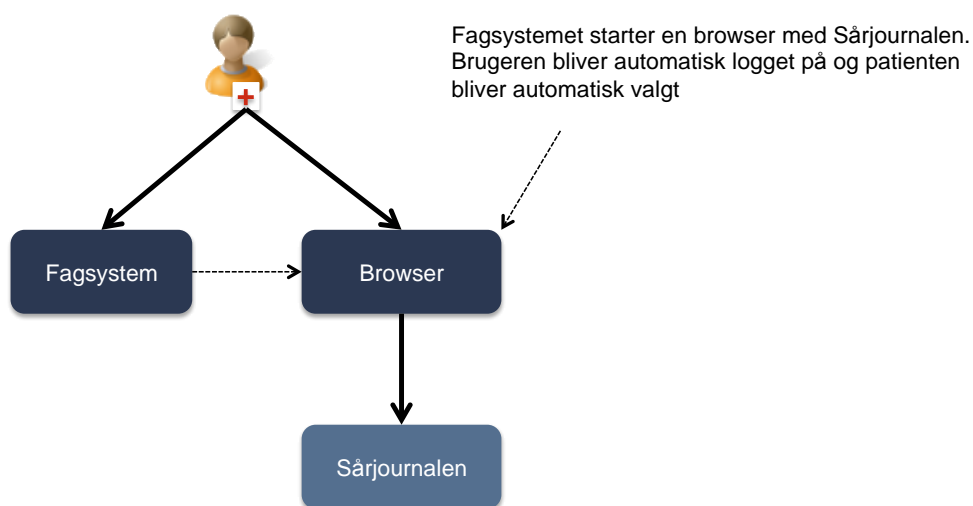 Fagsystemet starter en browser med Sårjournalen.
Brugeren bliver automatisk logget på og patienten
bliver automatisk valgt
Fagsystem
Browser
Sårjournalen